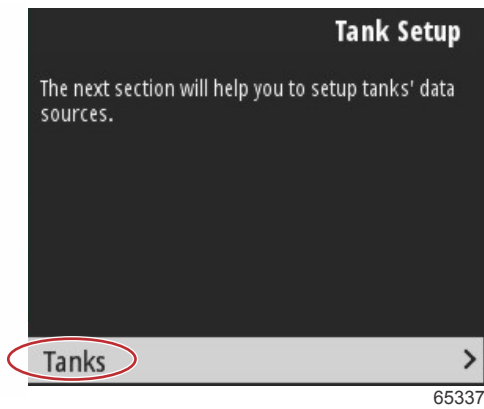 Tank Setup
The next section will help you to setup tanks' data
sources.
Tanks >
65337